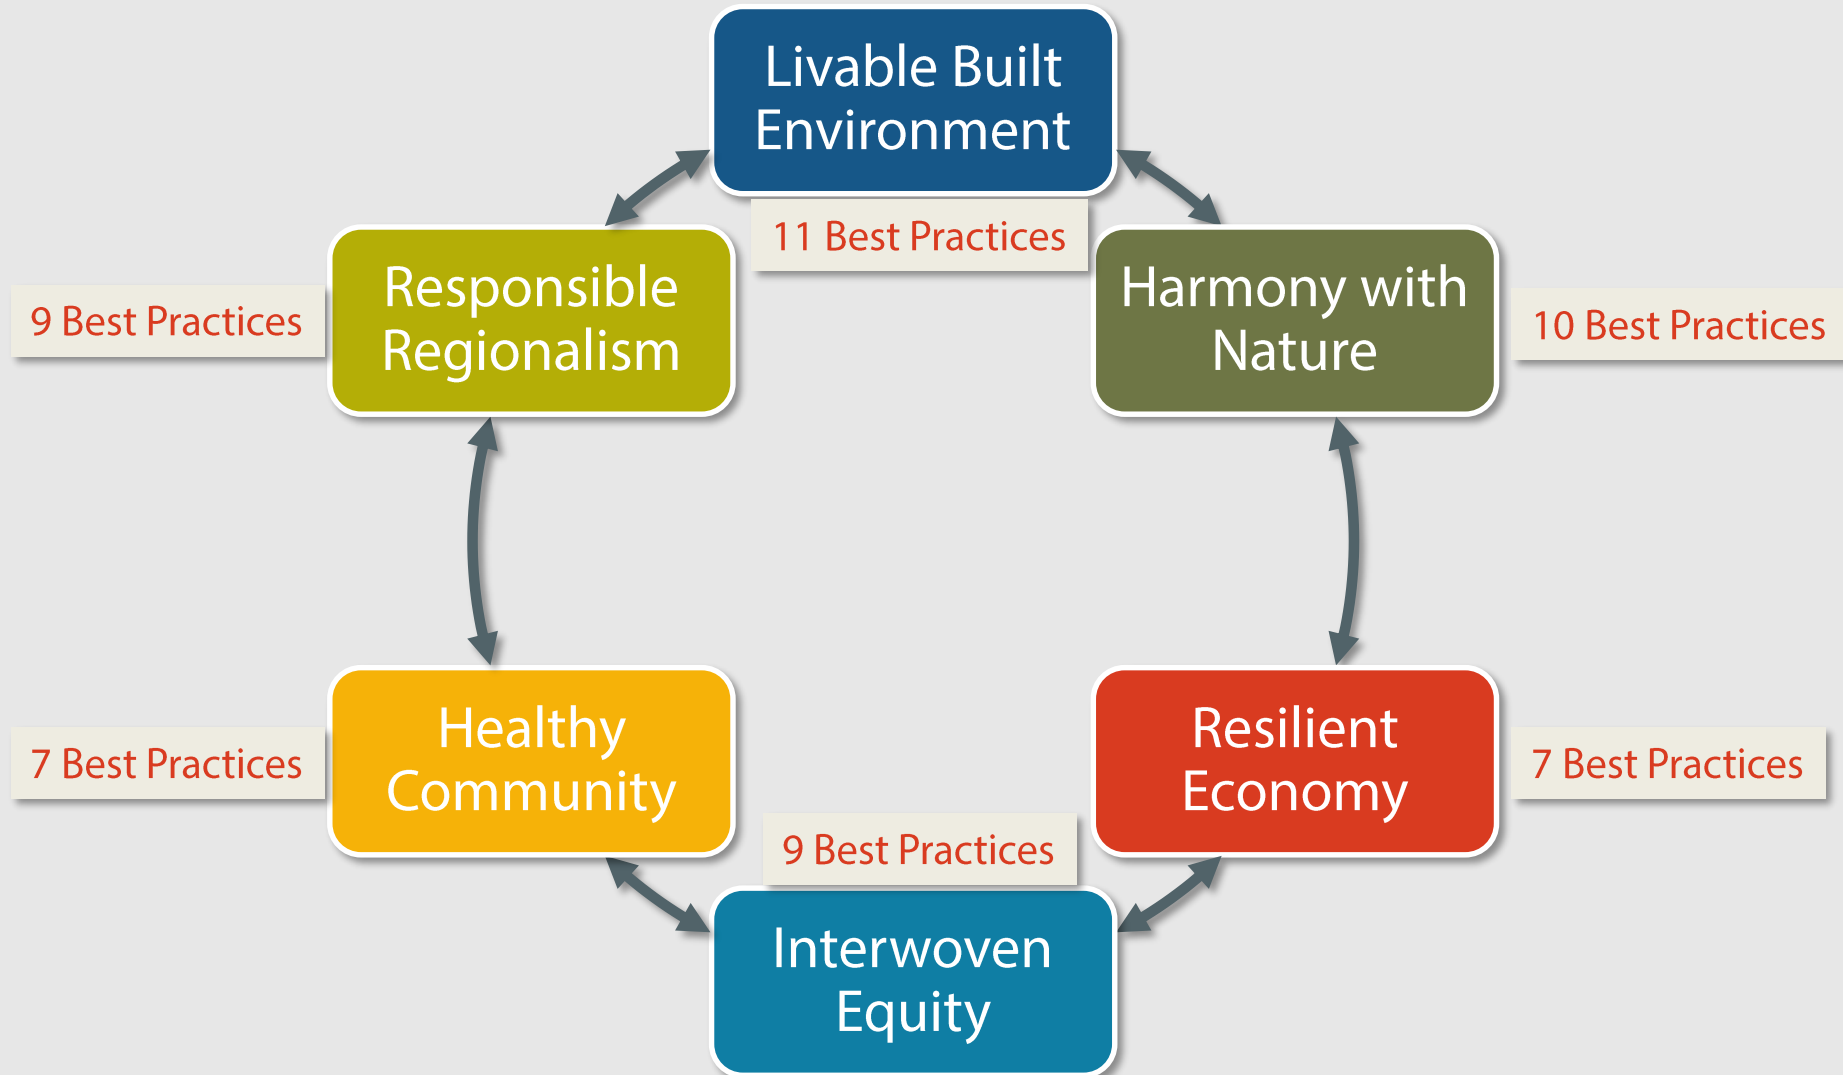 Livable Built
Environment
11 Best Practices
Responsible
Regionalism
9 Best Practices
Harmony with
Nature
10 Best Practices
Healthy
Community
7 Best Practices
Resilient
Economy
7 Best Practices
9 Best Practices
Interwoven
Equity